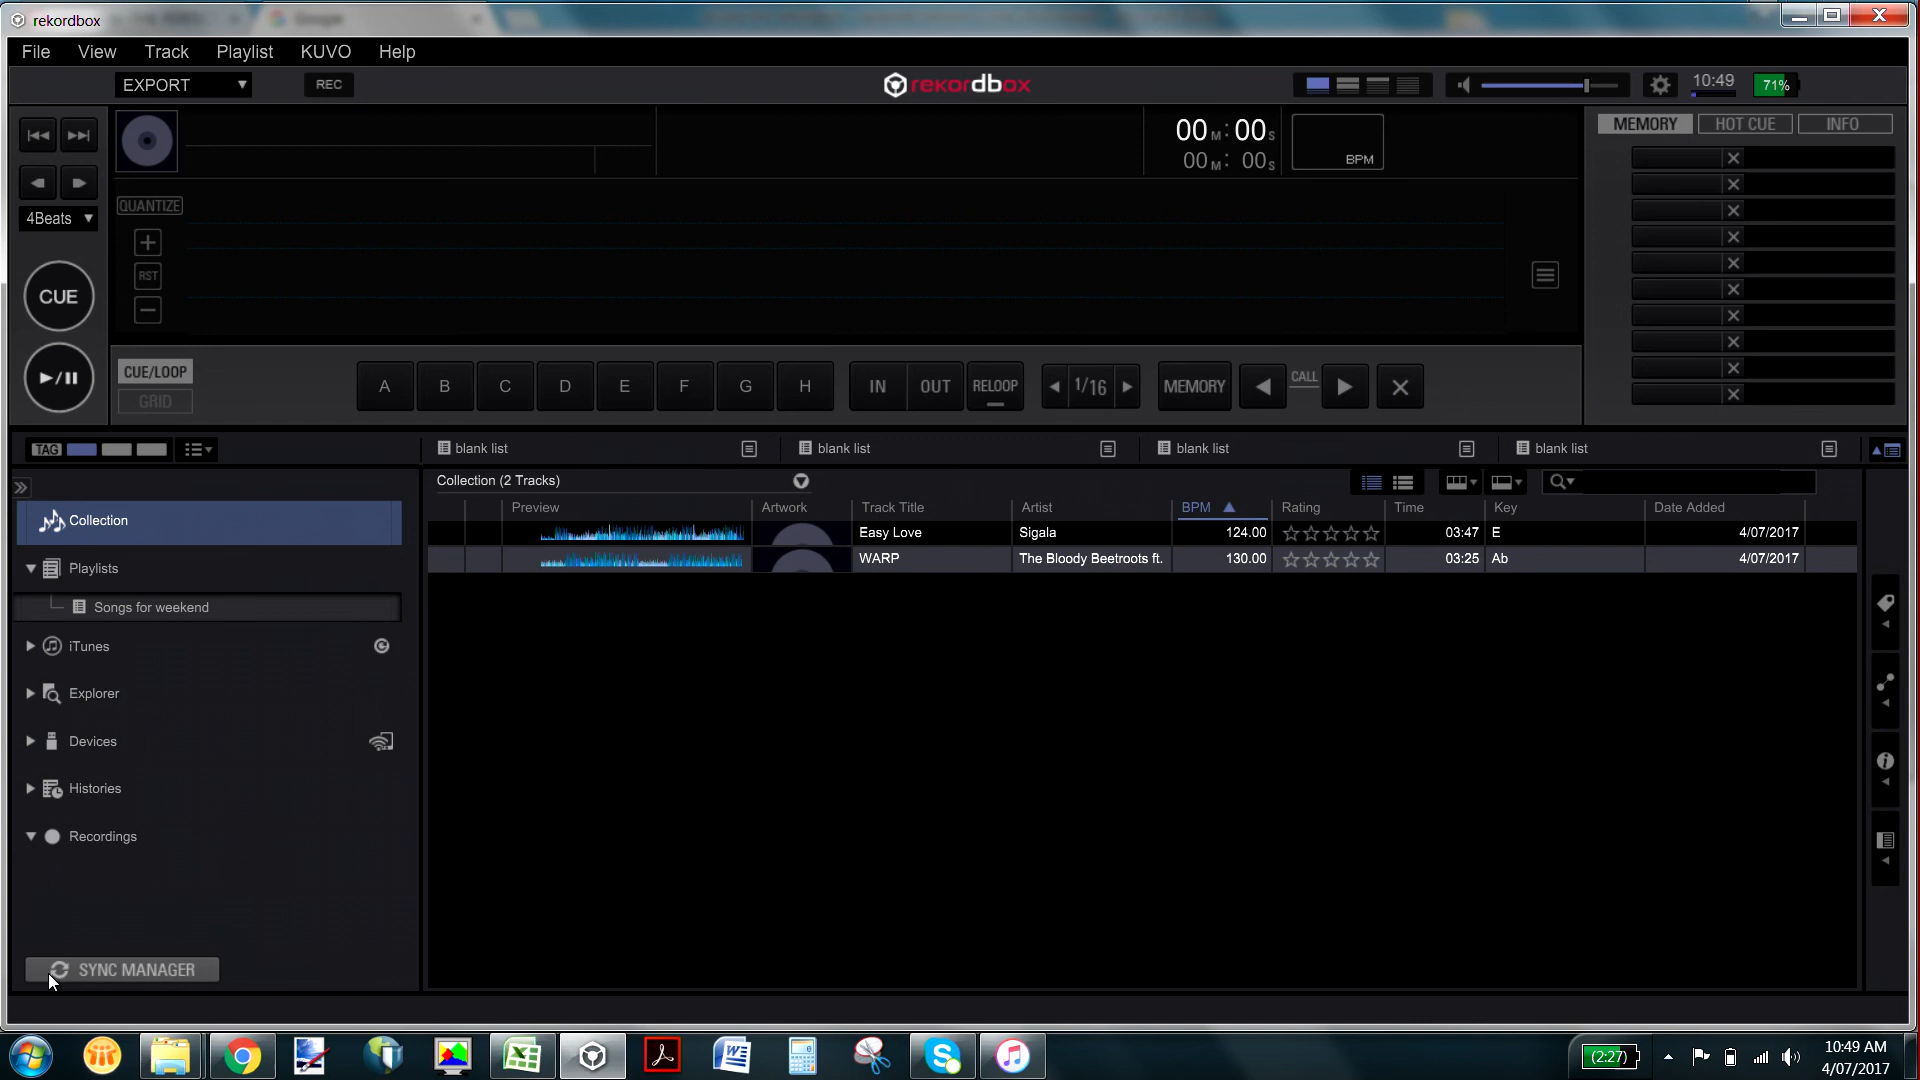 rekordbox
Google
File View Track Playlist KUVO Help
EXPORT REC rekordbox 10:49 71%
00 M: 00 S
00 M: 00 S
BPM
MEMORY HOT CUE INFO
4Beats
QUANTIZE
RST
CUE
CUE/LOOP
GRID
A B C D E F G H IN OUT RELOOP 1/16 MEMORY CALL
TAG
blank list blank list blank list blank list
Collection (2 Tracks)
Preview Artwork Track Title Artist BPM Rating Time Key Date Added
Easy Love Sigala 124.00 03:47 E 4/07/2017
WARP The Bloody Beetroots ft. 130.00 03:25 Ab 4/07/2017
Collection
Playlists
Songs for weekend
iTunes
Explorer
Devices
Histories
Recordings
SYNC MANAGER
(2:27)
10:49 AM
4/07/2017